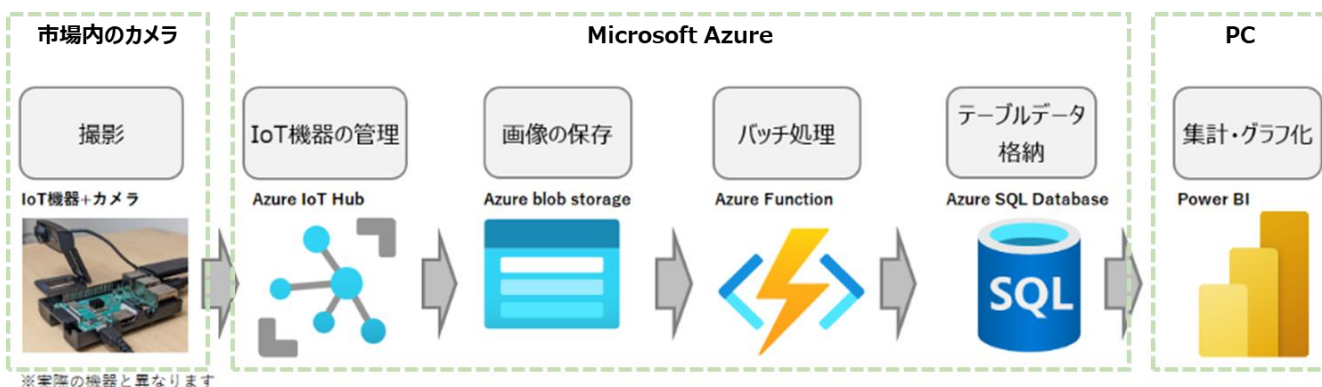 市場内のカメラ
Microsoft Azure
PC
撮影
IoT機器の管理
画像の保存
バッチ処理
テーブルデータ
格納
集計・グラフ化
IoT機器+カメラ
Azure IoT Hub
Azure blob storage
Azure Function
Azure SQL Database
Power BI
SQL
※実際の機器と異なります